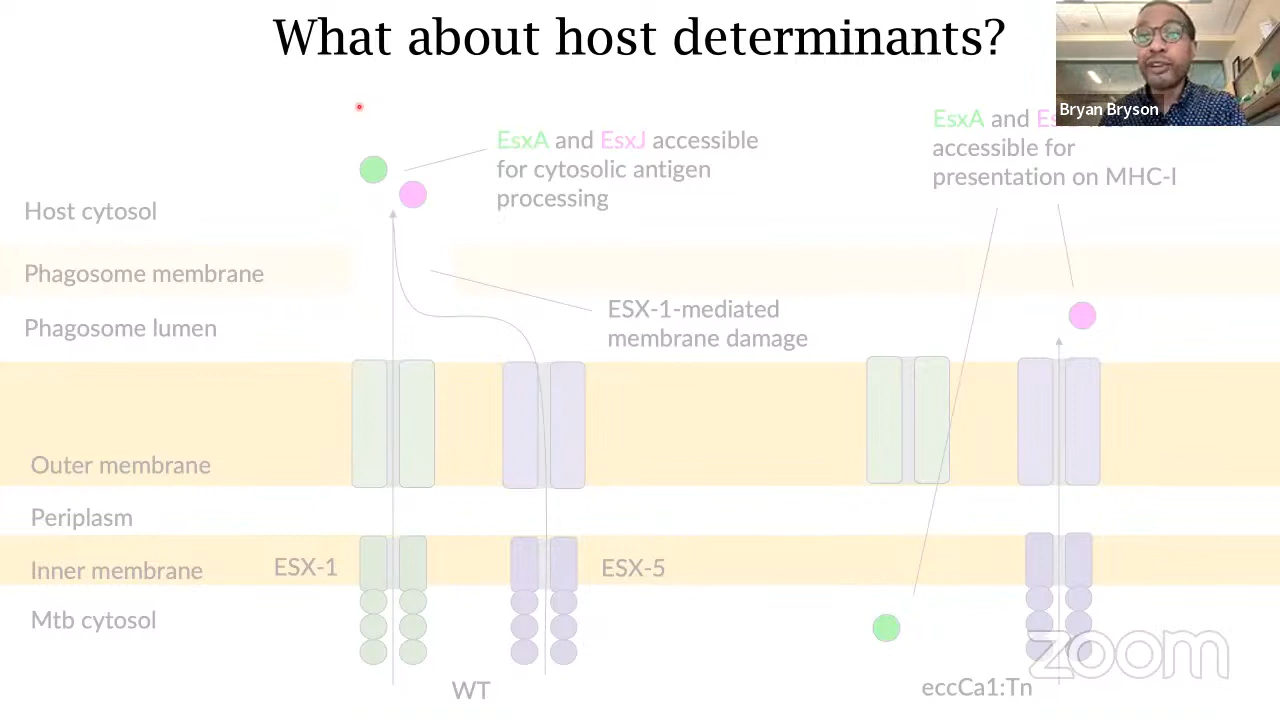 What about host determinants?
Bryan Bryson
EsxA and EsxJ accessible
for cytosolic antigen
processing
EsxA and
accessible for
presentation on MHC-I
Host cytosol
Phagosome membrane
Phagosome lumen
ESX-1-mediated
membrane damage
Outer membrane
Periplasm
Inner membrane
ESX-1
ESX-5
Mtb cytosol
WT
eccCa1:Tn
zoom